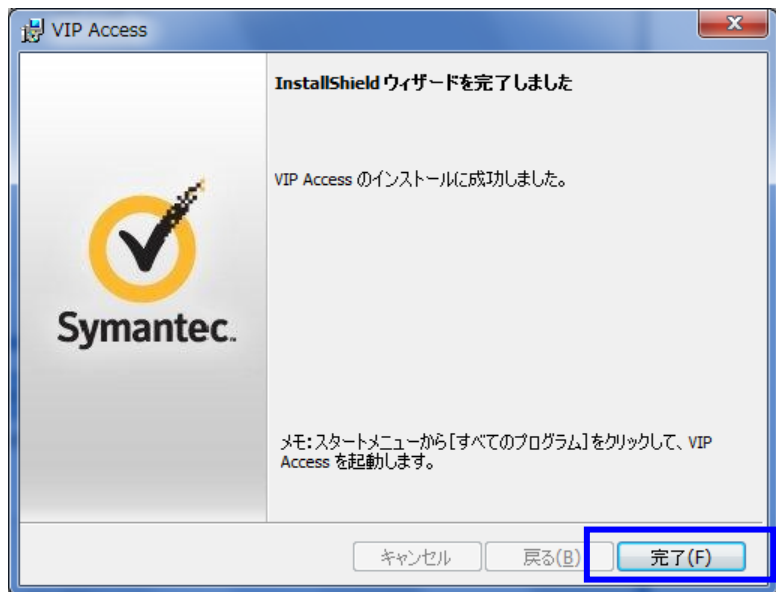 VIP Access
InstallShield ウィザードを完了しました
VIP Access のインストールに成功しました。
Symantec.
メモ: スタートメニューから[すべてのプログラム]をクリックして、VIP
Access を起動します。
キャンセル
戻る(B)
完了(F)